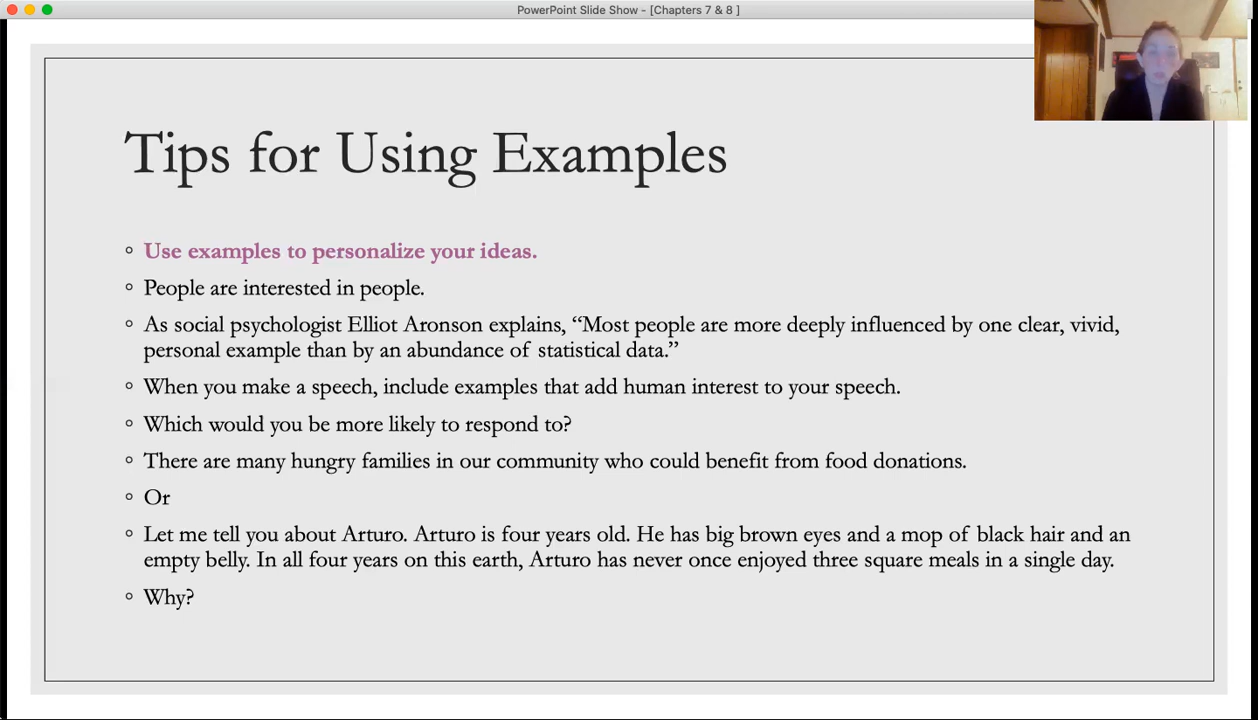 PowerPoint Slide Show - [Chapters 7 & 8 ]
Tips for Using Examples
Use examples to personalize your ideas.
People are interested in people.
As social psychologist Elliot Aronson explains, “Most people are more deeply influenced by one clear, vivid,
personal example than by an abundance of statistical data.”
When you make a speech, include examples that add human interest to your speech.
Which would you be more likely to respond to?
There are many hungry families in our community who could benefit from food donations.
Or
Let me tell you about Arturo. Arturo is four years old. He has big brown eyes and a mop of black hair and an
empty belly. In all four years on this earth, Arturo has never once enjoyed three square meals in a single day.
Why?